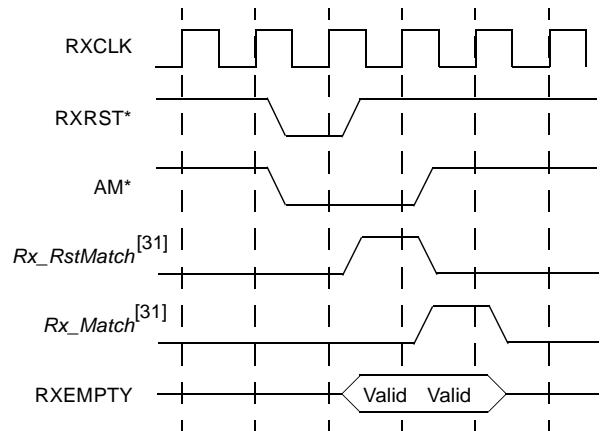 RXCLK
RXRST*
AM*
Rx_RstMatch[31]
Rx_Match[31]
RXEMPTY Valid Valid